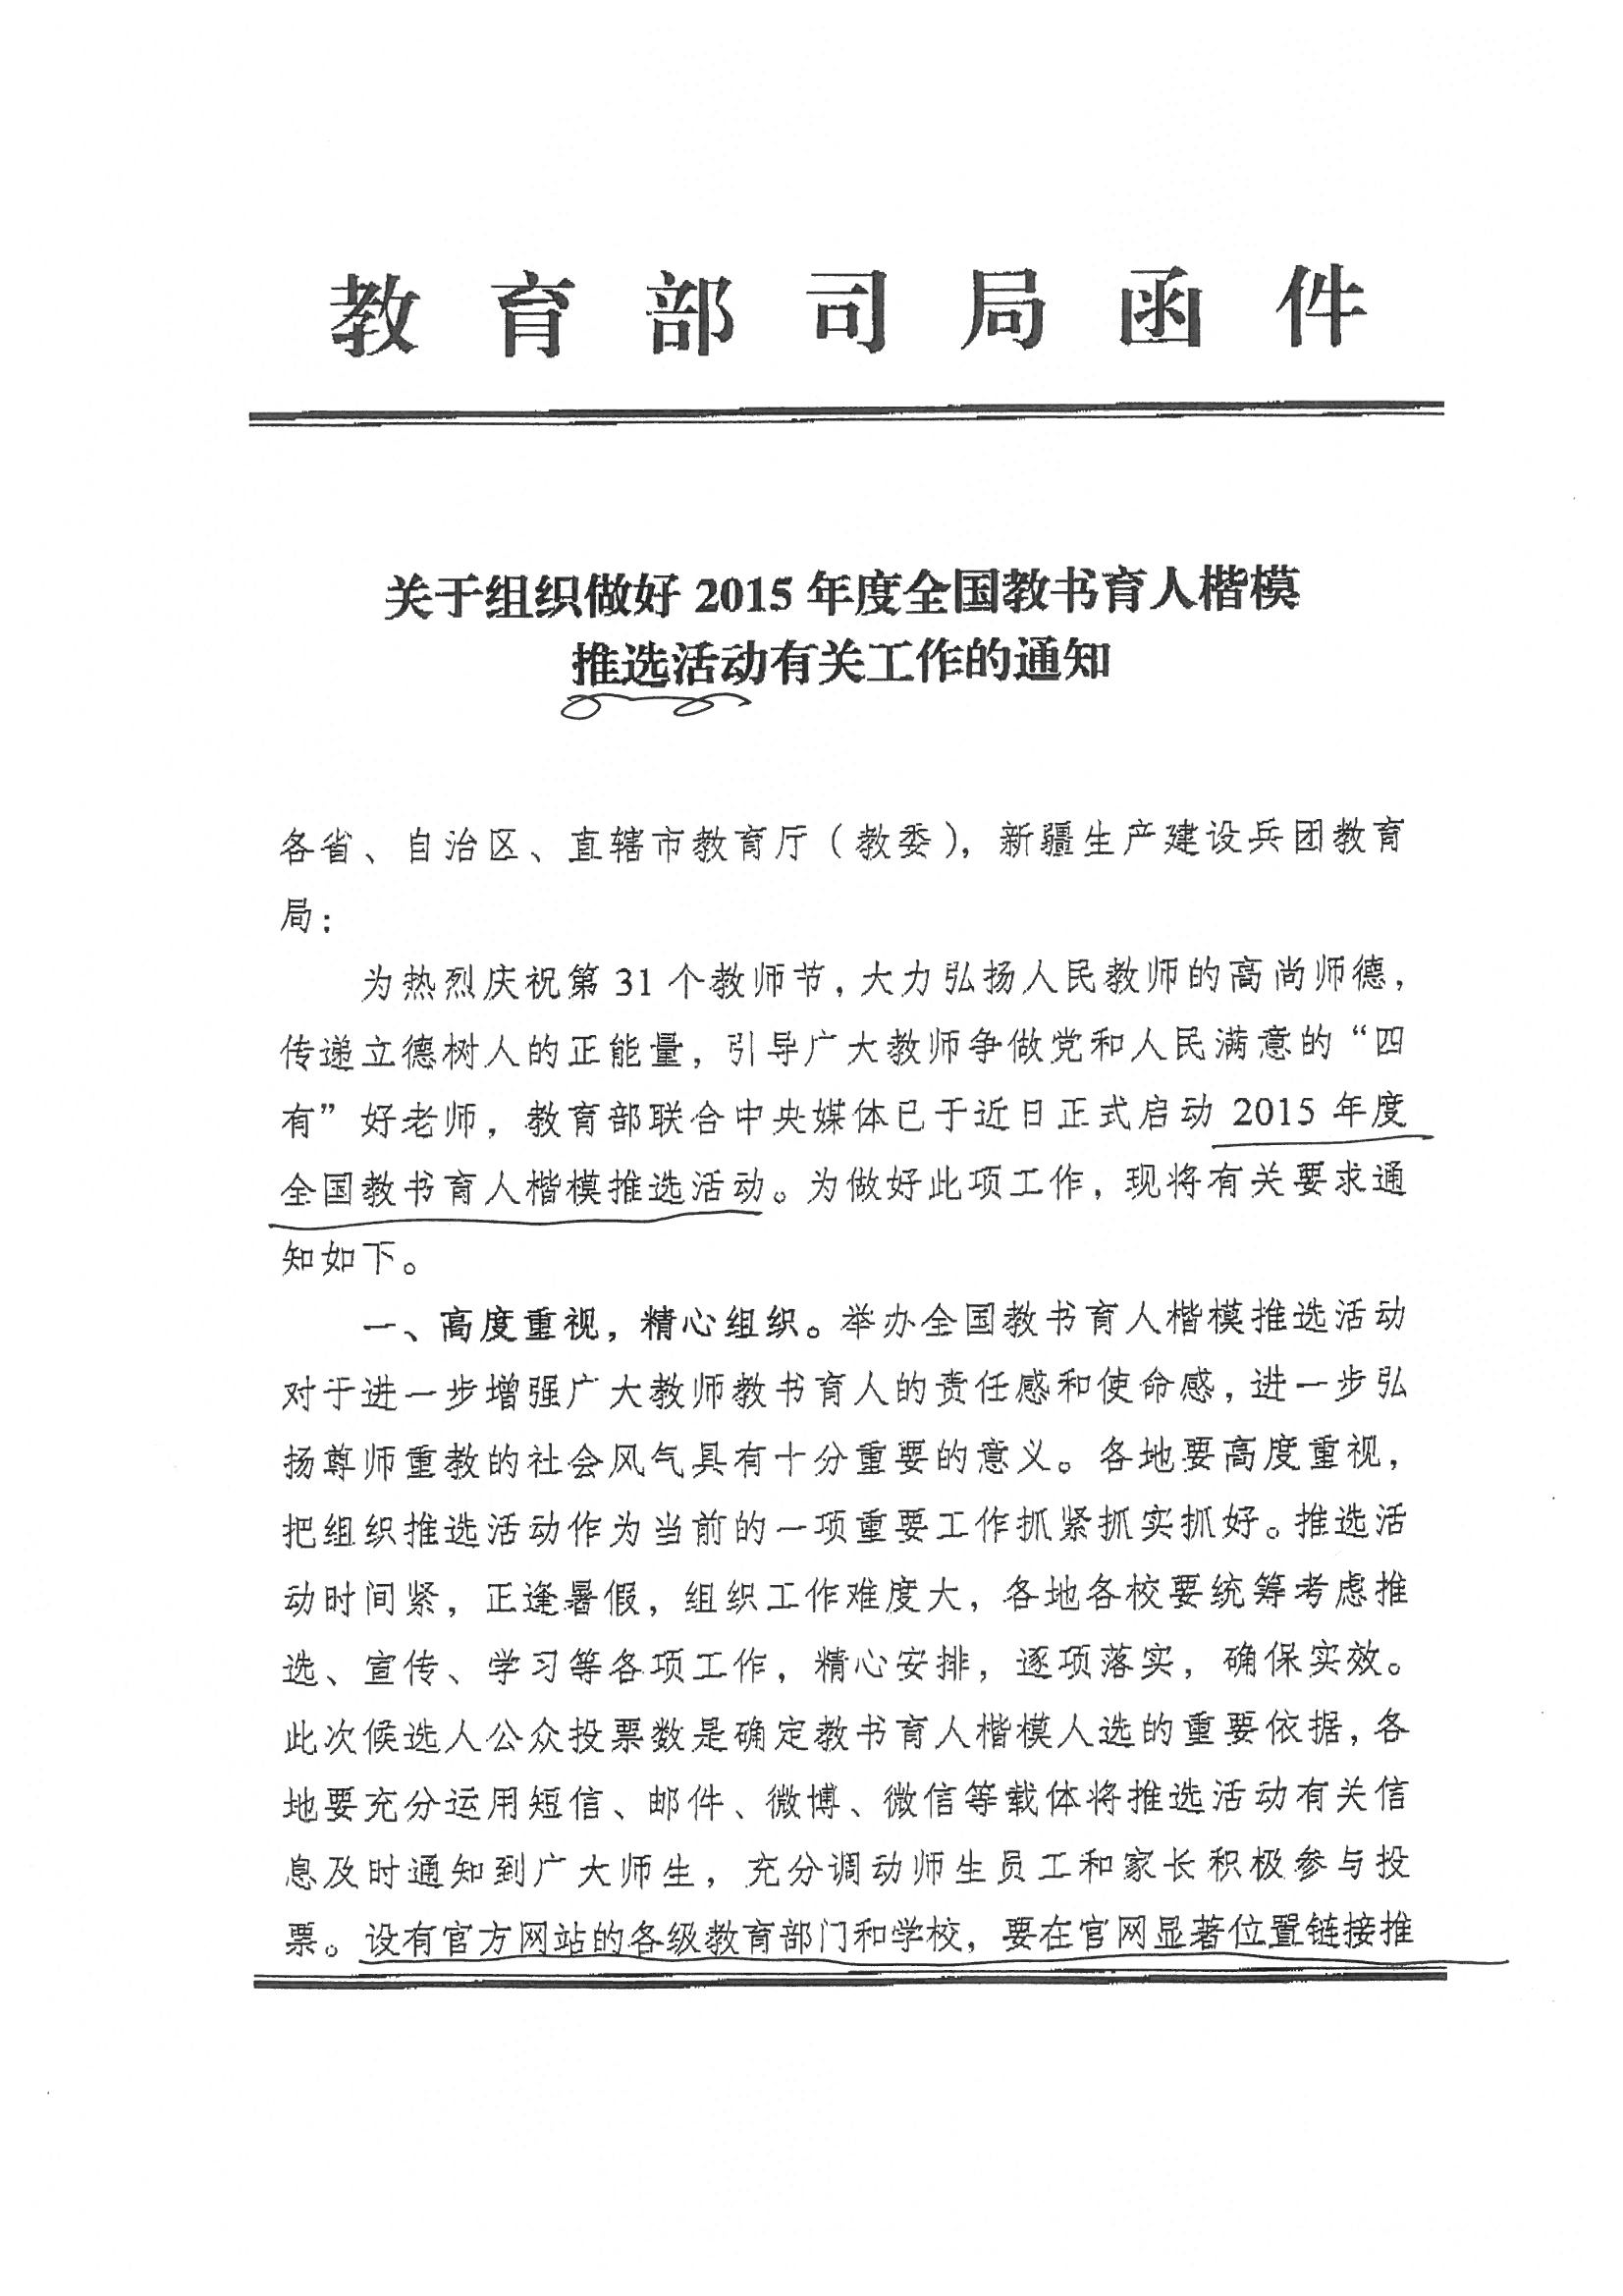 教育部司局函件
关于组织做好 2015 年度全国教书育人楷模
推选活动有关工作的通知
各省、自治区、直辖市教育厅（教委），新疆生产建设兵团教育
局：
为热烈庆祝第 31 个教师节，大力弘扬人民教师的高尚师德，
传递立德树人的正能量，引导广大教师争做党和人民满意的“四
有”好老师，教育部联合中央媒体已于近日正式启动 2015 年度
全国教书育人楷模推选活动。为做好此项工作，现将有关要求通
知如下。
一、高度重视，精心组织。举办全国教书育人楷模推选活动
对于进一步增强广大教师教书育人的责任感和使命感，进一步弘
扬尊师重教的社会风气具有十分重要的意义。各地要高度重视，
把组织推选活动作为当前的一项重要工作抓紧抓实抓好。推选活
动时间紧，正逢暑假，组织工作难度大，各地各校要统筹考虑推
选、宣传、学习等各项工作，精心安排，逐项落实，确保实效。
此次候选人公众投票数是确定教书育人楷模人选的重要依据，各
地要充分运用短信、邮件、微博、微信等载体将推选活动有关信
息及时通知到广大师生，充分调动师生员工和家长积极参与投
票。设有官方网站的各级教育部门和学校，要在官网显著位置链接推